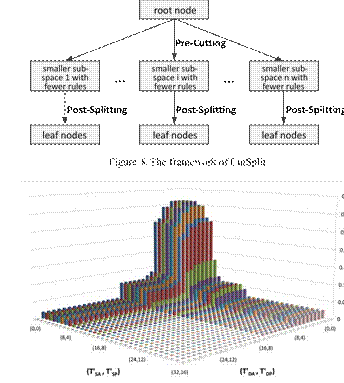 root node
Pre-Cutting
smaller sub-
space 1 with
fewer rules
...
smaller sub-
space i with
fewer rules
...
smaller sub-
space n with
fewer rules
Post-Splitting
Post-Splitting
Post-Splitting
leaf nodes
leaf nodes
leaf nodes
Figure 8. The framework of CutSplit
(0,0)
(8,4)
(16,8)
(24,12)
(32,16)
(24,12)
(16,8)
(8,4)
(0,0)